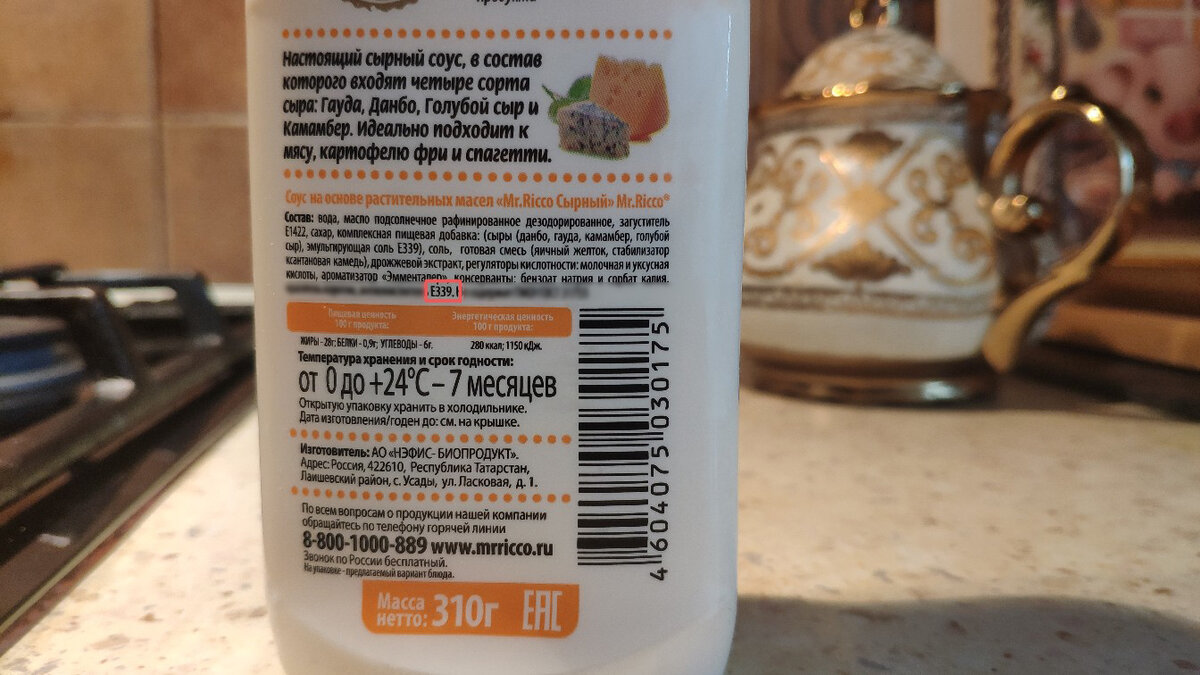 Настоящий сырный соус, в состав
которого входят четыре сорта
сыра: Гауда, Данбо, Голубой сыр и
Камамбер. Идеально подходит к
мясу, картофелю фри и спагетти.
Соус на основе растительных масел «Mr.Ricco Сырный» Mr.Ricco®
Состав: вода, масло подсолнечное рафинированное дезодорированное, загуститель
Е1422, сахар, комплексная пищевая добавка: (сыры (данбо, гауда, камамбер, голубой
сыр), эмульгирующая соль Е339), соль, готовая смесь (яичный желток, стабилизатор
ксантановая камедь), дрожжевой экстракт, регуляторы кислотности: молочная и уксусная
кислоты, ароматизатор «Эмменталер», консерванты: бензоат натрия и сорбат калия,
Е339.
Пищевая ценность
100 г продукта:
Энергетическая ценность
100 г продукта:
ЖИРЫ - 28г; БЕЛКИ - 0,9г; УГЛЕВОДЫ - 6г.
280 ккал; 1150 кДж.
Температура хранения и срок годности:
от 0 до +24°C – 7 месяцев
Открытую упаковку хранить в холодильнике.
Дата изготовления/годен до: см. на крышке.
Изготовитель: АО «НЭФИС- БИОПРОДУКТ».
Адрес: Россия, 422610, Республика Татарстан,
Лаишевский район, с. Усады, ул. Ласковая, д. 1.
По всем вопросам о продукции нашей компании
обращайтесь по телефону горячей линии
8-800-1000-889 www.mrricco.ru
Звонок по России бесплатный.
На упаковке - предлагаемый вариант блюда.
Масса
нетто: 310г
EAC
4 604075 030175